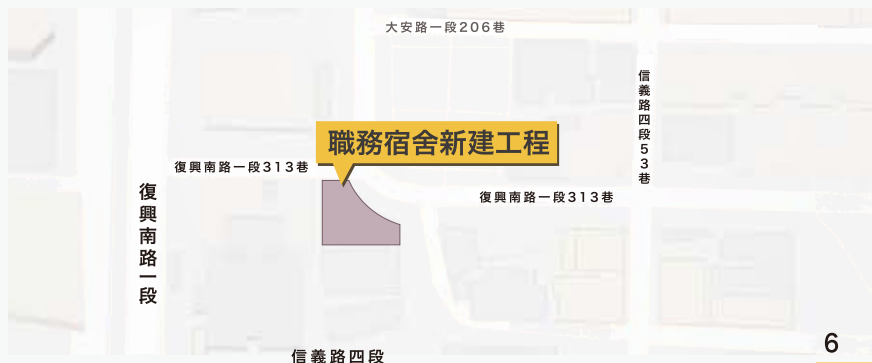 大安路一段206巷
信義路四段53巷
職務宿舍新建工程
復興南路一段313巷
復興南路一段313巷
復興南路一段
信義路四段
6